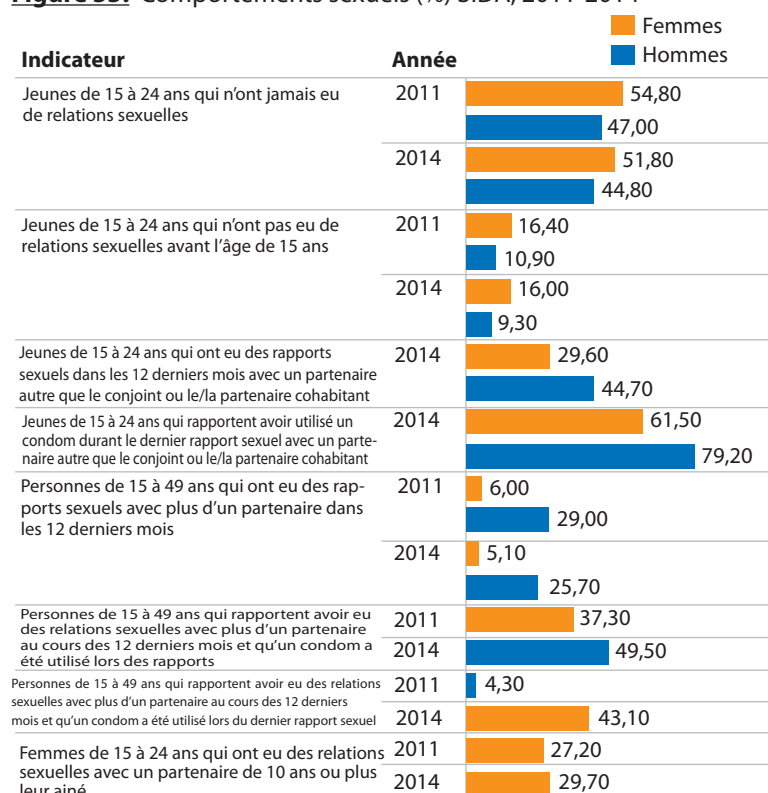 Figure 33. Comportements sexuels (%) SIDA, 2011-2014
Femmes
Hommes
Indicateur Année
Jeunes de 15 à 24 ans qui n'ont jamais eu
de relations sexuelles
2011 54,80
47,00
2014 51,80
44,80
Jeunes de 15 à 24 ans qui n'ont pas eu de
relations sexuelles avant l'âge de 15 ans
2011 16,40
10,90
2014 16,00
9,30
Jeunes de 15 à 24 ans qui ont eu des rapports
sexuels dans les 12 derniers mois avec un partenaire
autre que le conjoint ou le/la partenaire cohabitant
2014 29,60
44,70
Jeunes de 15 à 24 ans qui rapportent avoir utilisé un
condom durant le dernier rapport sexuel avec un parte-
naire autre que le conjoint ou le/la partenaire cohabitant
2014 61,50
79,20
Personnes de 15 à 49 ans qui ont eu des rap-
ports sexuels avec plus d'un partenaire dans
les 12 derniers mois
2011 6,00
29,00
2014 5,10
25,70
Personnes de 15 à 49 ans qui rapportent avoir eu
des relations sexuelles avec plus d'un partenaire
au cours des 12 derniers mois et qu'un condom a
été utilisé lors des rapports
2011 37,30
2014 49,50
Personnes de 15 à 49 ans qui rapportent avoir eu des relations
sexuelles avec plus d'un partenaire au cours des 12 derniers
mois et qu'un condom a été utilisé lors du dernier rapport sexuel
2011 4,30
2014 43,10
Femmes de 15 à 24 ans qui ont eu des relations
sexuelles avec un partenaire de 10 ans ou plus
leur ainé
2011 27,20
2014 29,70